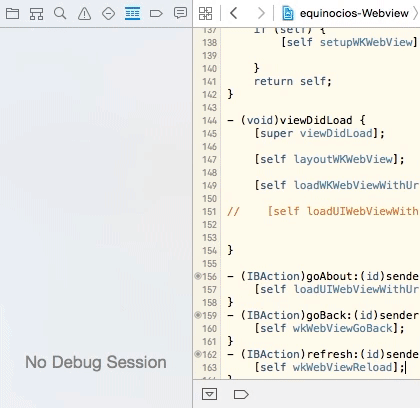 equinocios-Webview
No Debug Session
137 if (self) {
138 [self setupWKWebView]
139
140 }
141 return self;
142 }
143
144 - (void)viewDidLoad {
145 [super viewDidLoad];
146
147 [self layoutWKWebView];
148
149 [self loadWKWebViewWithUr
150
151 // [self loadUIWebViewWith
152
153
154 }
155
156 - (IBAction)goAbout:(id)sende
157 [self loadUIWebViewWithUr
158 }
159 - (IBAction)goBack:(id)sender
160 [self wkWebViewGoBack];
161 }
162 - (IBAction)refresh:(id)sende
163 [self wkWebViewReload];